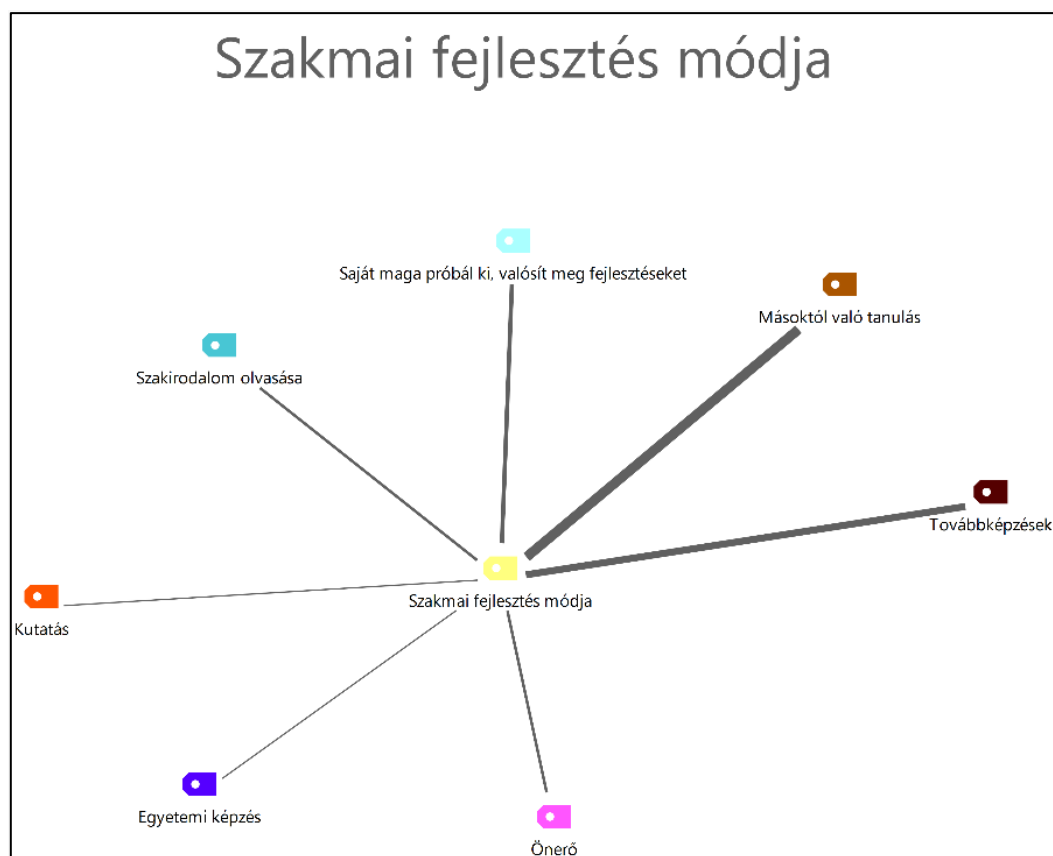 Szakmai fejlesztés módja
Saját maga próbál ki, valósít meg fejlesztéseket
Másoktól való tanulás
Szakirodalom olvasása
Továbbképzések
Szakmai fejlesztés módja
Kutatás
Egyetemi képzés
Önerő